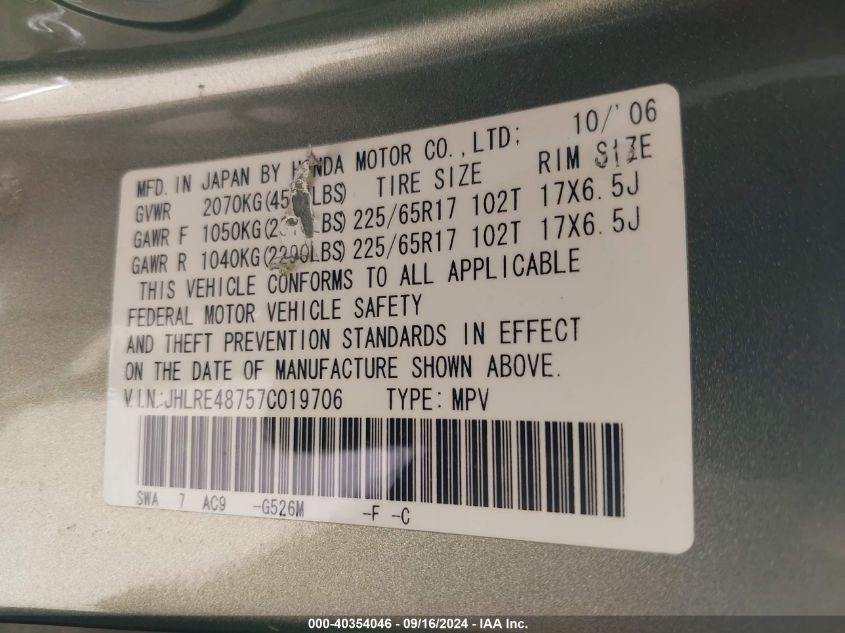 MFD. IN JAPAN BY HONDA MOTOR CO., LTD; 10/'06
GVWR 2070KG TIRE SIZE RIM SIZE
GAWR F 1050KG 225/65R17 102T 17X6.5J
GAWR R 1040KG(2290LBS) 225/65R17 102T 17X6.5J
THIS VEHICLE CONFORMS TO ALL APPLICABLE
FEDERAL MOTOR VEHICLE SAFETY
AND THEFT PREVENTION STANDARDS IN EFFECT
ON THE DATE OF MANUFACTURE SHOWN ABOVE.
V.I.N.:JHLRE48757C019706 TYPE: MPV
SWA 7 AC9 -G526M -F -C
000-40354046 - 09/16/2024 - IAA Inc.